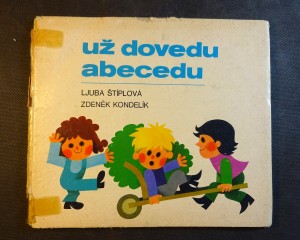 už dovedu
abecedu
LJUBA ŠTÍPLOVÁ
ZDENĚK KONDELÍK